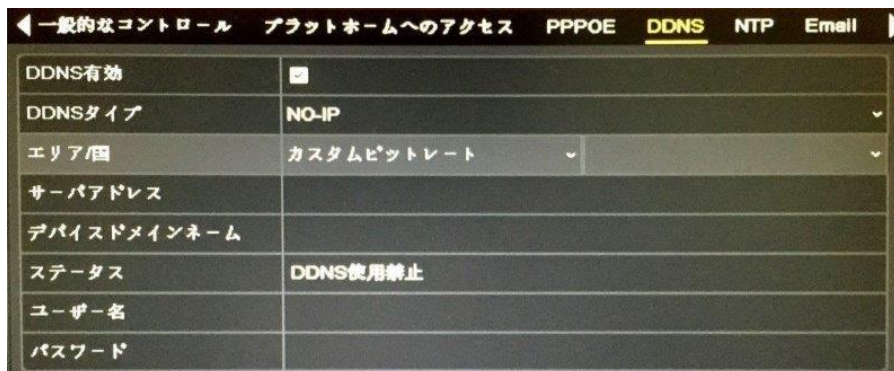 一般的なコントロール プラットホームへのアクセス PPPOE DDNS NTP Email
DDNS有効
DDNSタイプ NO-IP
エリア/国 カスタムビットレート
サーバアドレス
デバイスドメインネーム
ステータス DDNS使用禁止
ユーザー名
パスワード